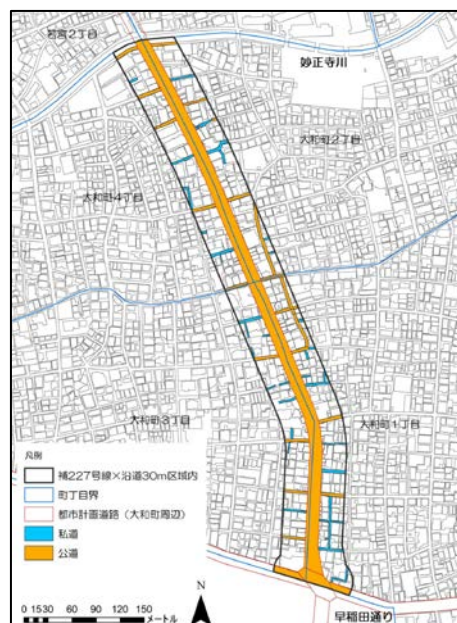 若宮2丁目
妙正寺川
大和町2丁目
大和町4丁目
大和町3丁目
大和町1丁目
凡例
補227号線×沿道30m区域内
町丁目界
都市計画道路（大和町周辺）
私道
公道
0 15 30 60 90 120 150
メートル
N
早稲田通り